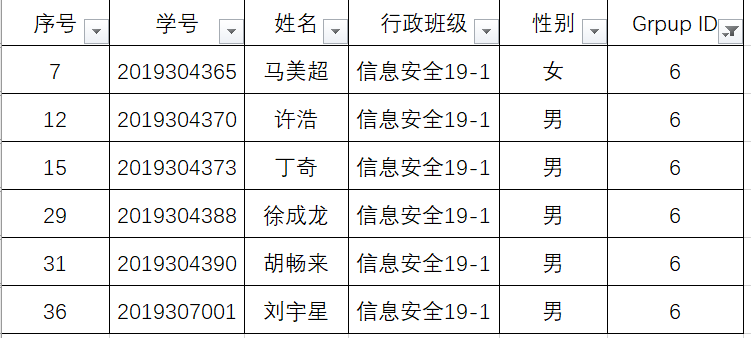 序号 学号 姓名 行政班级 性别 Grpup ID
7 2019304365 马美超 信息安全19-1 女 6
12 2019304370 许浩 信息安全19-1 男 6
15 2019304373 丁奇 信息安全19-1 男 6
29 2019304388 徐成龙 信息安全19-1 男 6
31 2019304390 胡畅来 信息安全19-1 男 6
36 2019307001 刘宇星 信息安全19-1 男 6